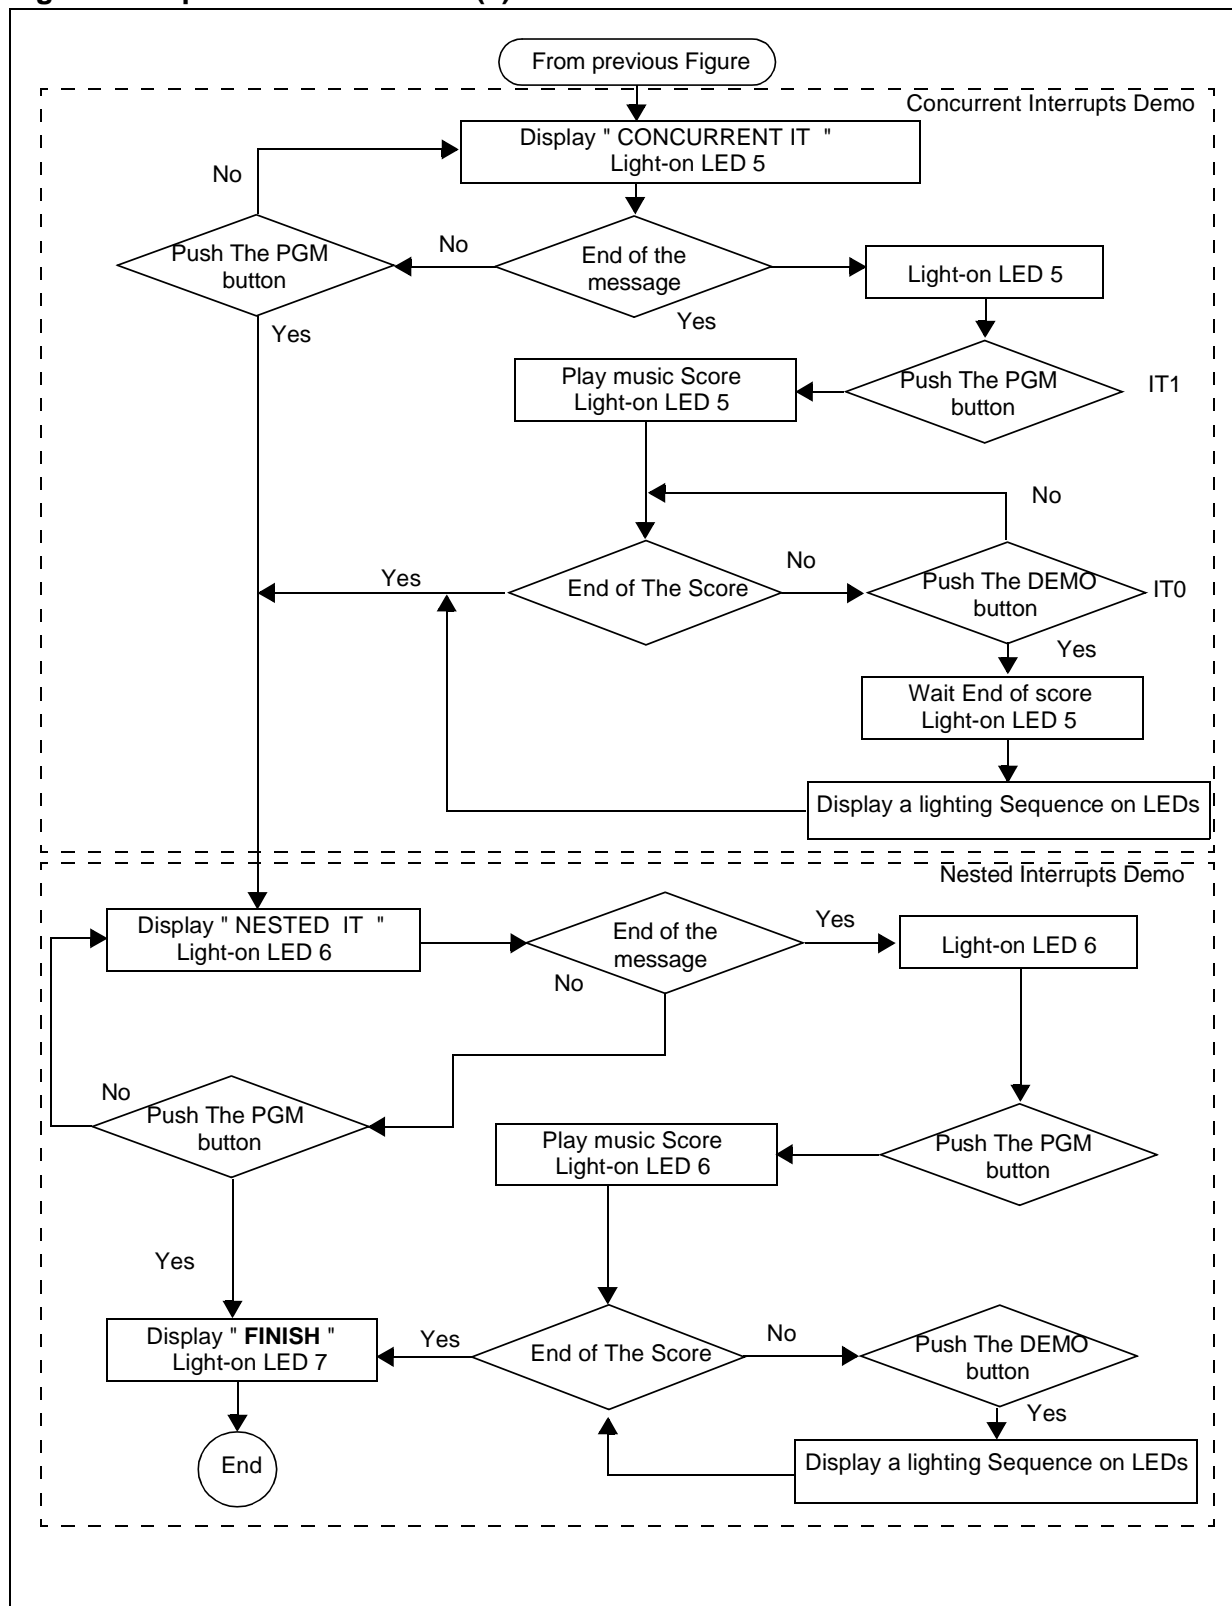 From previous Figure
Concurrent Interrupts Demo
Display " CONCURRENT IT "
Light-on LED 5
No
Push The PGM
button
No
End of the
message
Light-on LED 5
Yes
Yes
Play music Score
Light-on LED 5
Push The PGM
button
IT1
No
Yes
End of The Score
No
Push The DEMO
button
IT0
Yes
Wait End of score
Light-on LED 5
Display a lighting Sequence on LEDs
Nested Interrupts Demo
Display " NESTED IT "
Light-on LED 6
End of the
message
Yes
Light-on LED 6
No
No
Push The PGM
button
Play music Score
Light-on LED 6
Push The PGM
button
Yes
Display " FINISH "
Light-on LED 7
Yes
End of The Score
No
Push The DEMO
button
Yes
End
Display a lighting Sequence on LEDs